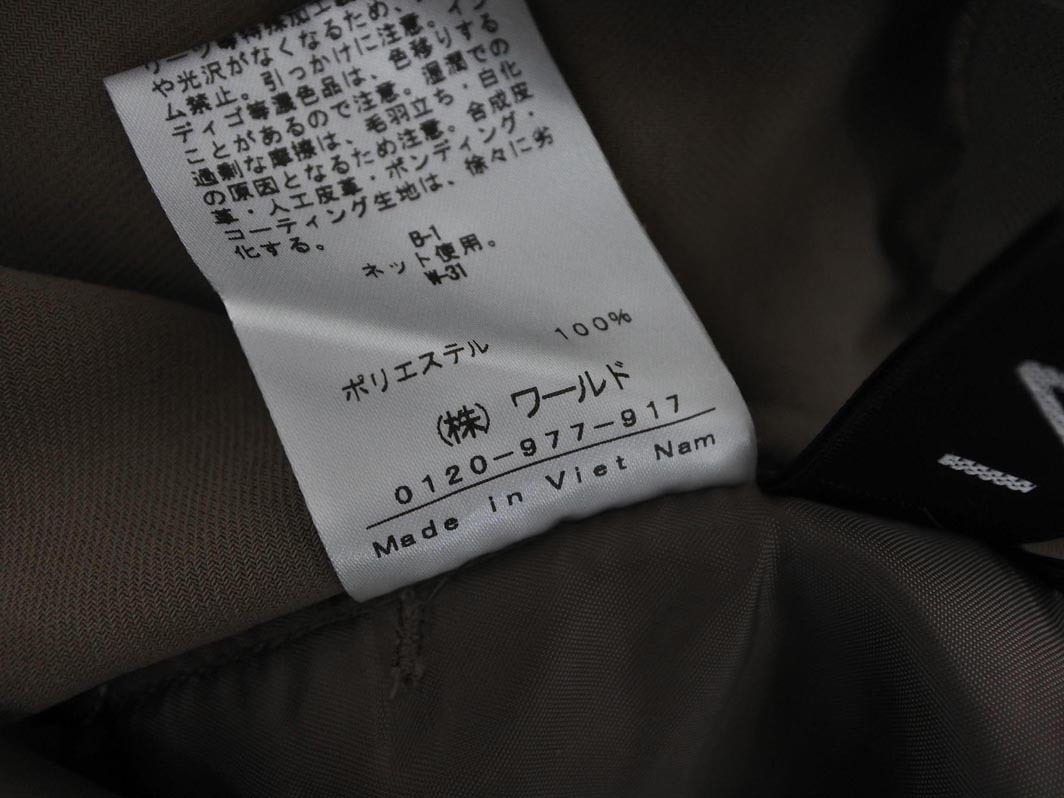 や光沢がなくなるため、アイロ
ム禁止。引っかけに注意。イン
ディゴ等濃色品は、色移りする
ことがあるので注意。湿潤での
過剰な摩擦は、毛羽立ち・白化
の原因となるため注意。合成皮
革・人工皮革・ボンディング・
コーティング生地は、徐々に劣
化する。
B-1
ネット使用。
W-31
ポリエステル 100%
(株) ワールド
0120-977-917
Made in Viet Nam